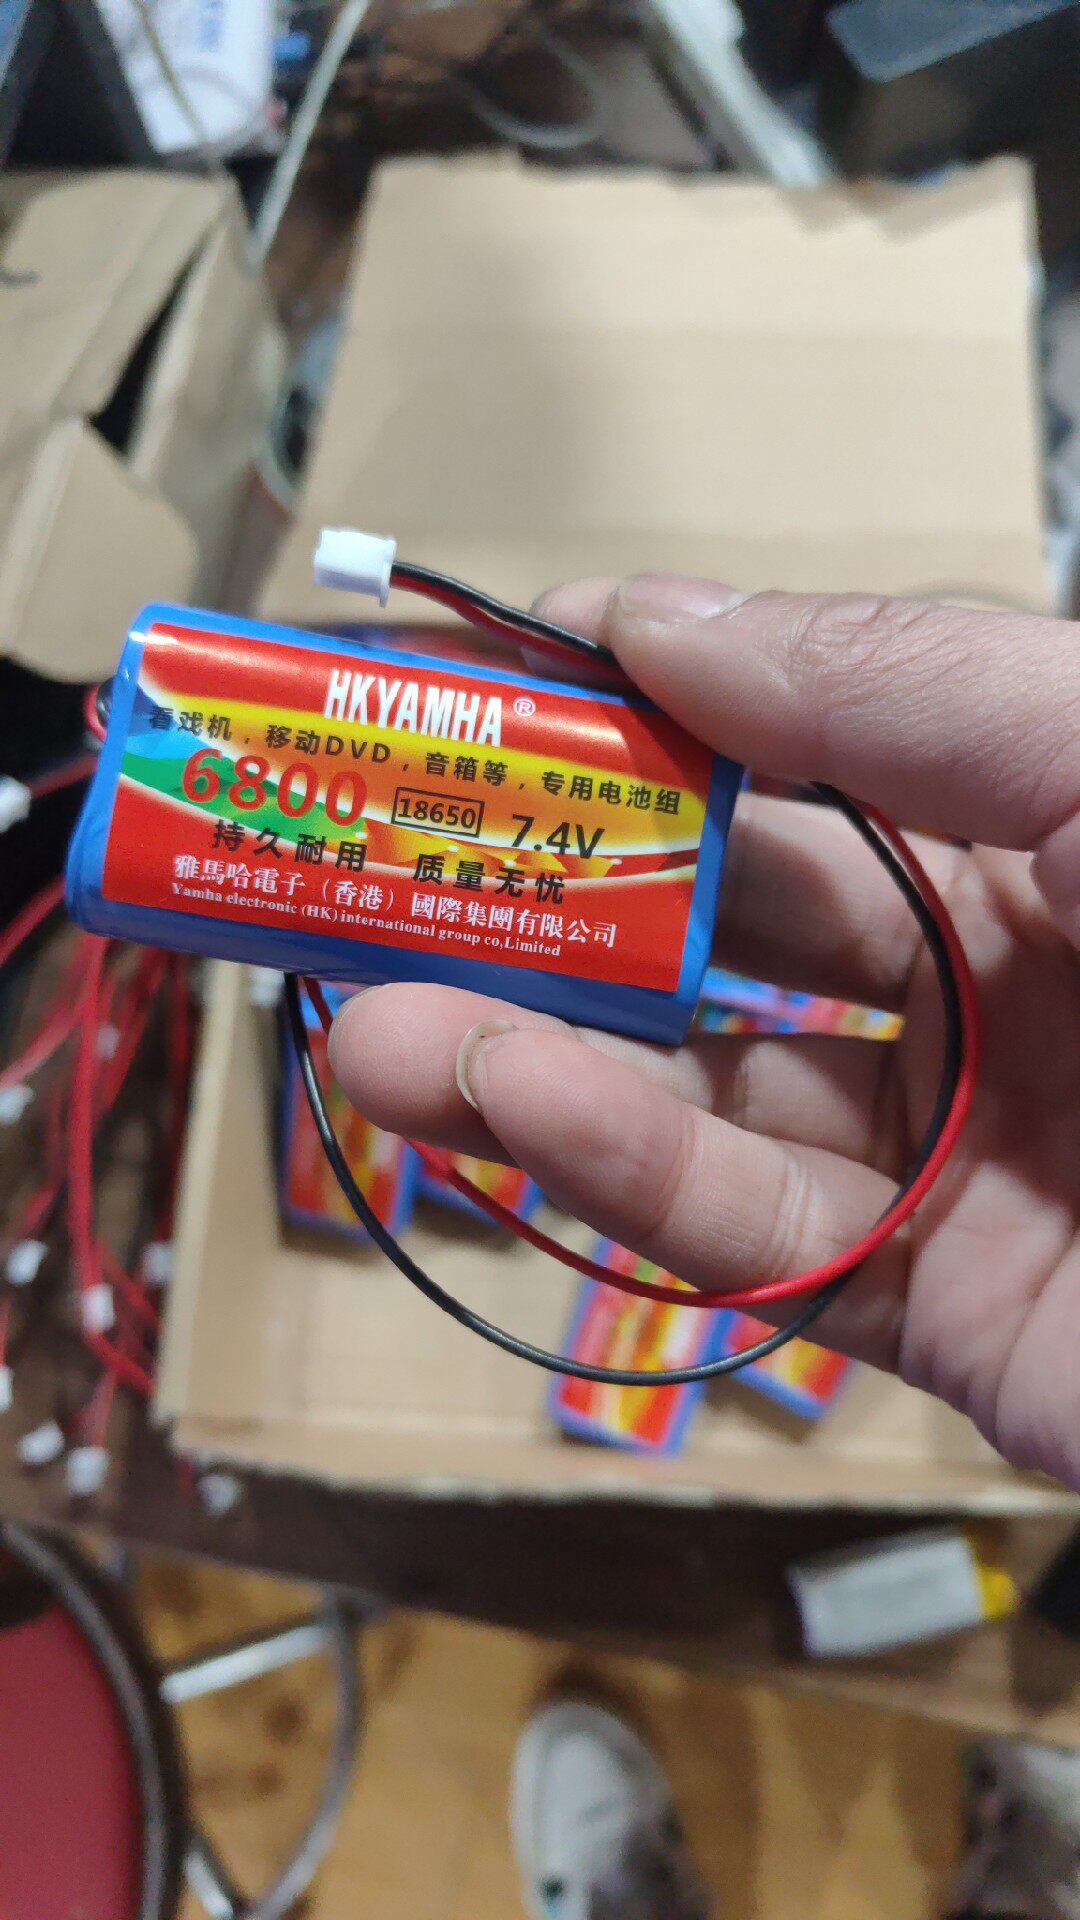 HKYAMHA®
看戏机，移动DVD，音箱等，专用电池组
6800 18650 7.4V
持久耐用 质量无忧
雅馬哈電子（香港）國際集團有限公司
Yamha electronic (HK) international group co,Limited